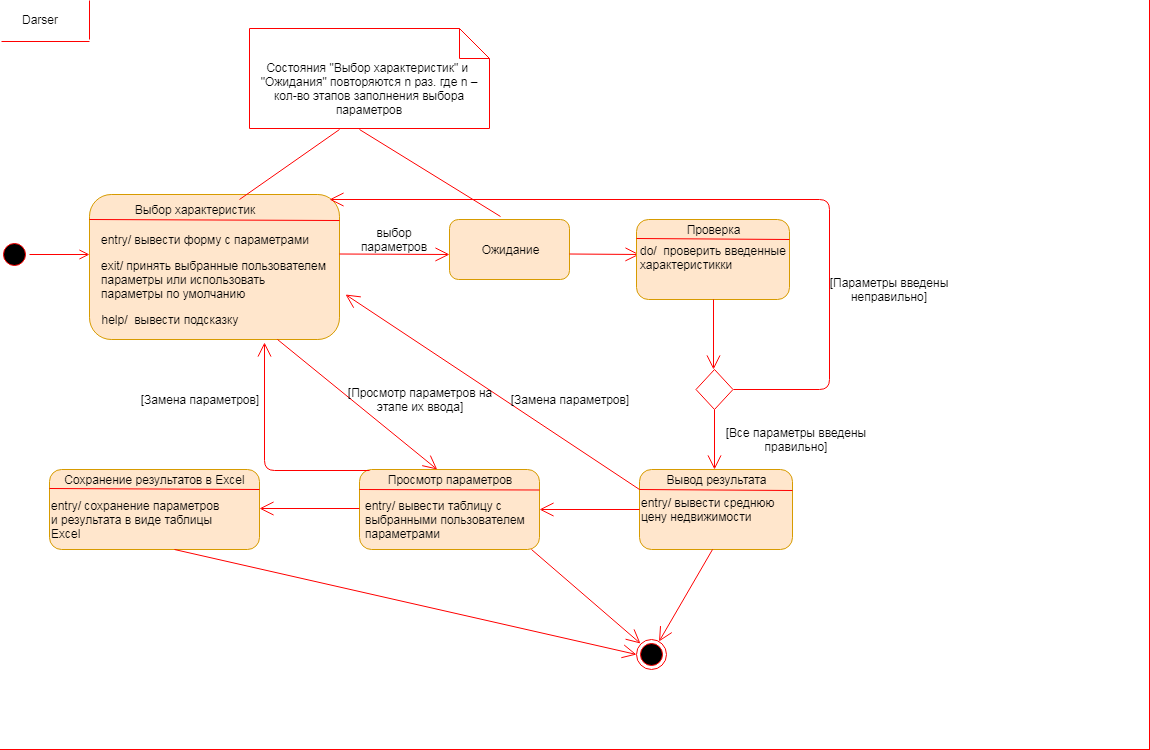 Darser
Состояния "Выбор характеристик" и
"Ожидания" повторяются n раз. где n –
кол-во этапов заполнения выбора
параметров
Выбор характеристик
entry/ вывести форму с параметрами
exit/ принять выбранные пользователем
параметры или использовать
параметры по умолчанию
help/ вывести подсказку
выбор
параметров
Ожидание
Проверка
do/ проверить введенные
характеристикки
[Параметры введены
неправильно]
[Замена параметров]
[Просмотр параметров на
этапе их ввода]
[Замена параметров]
[Все параметры введены
правильно]
Сохранение результатов в Excel
entry/ сохранение параметров
и результата в виде таблицы
Excel
Просмотр параметров
entry/ вывести таблицу с
выбранными пользователем
параметрами
Вывод результата
entry/ вывести среднюю
цену недвижимости